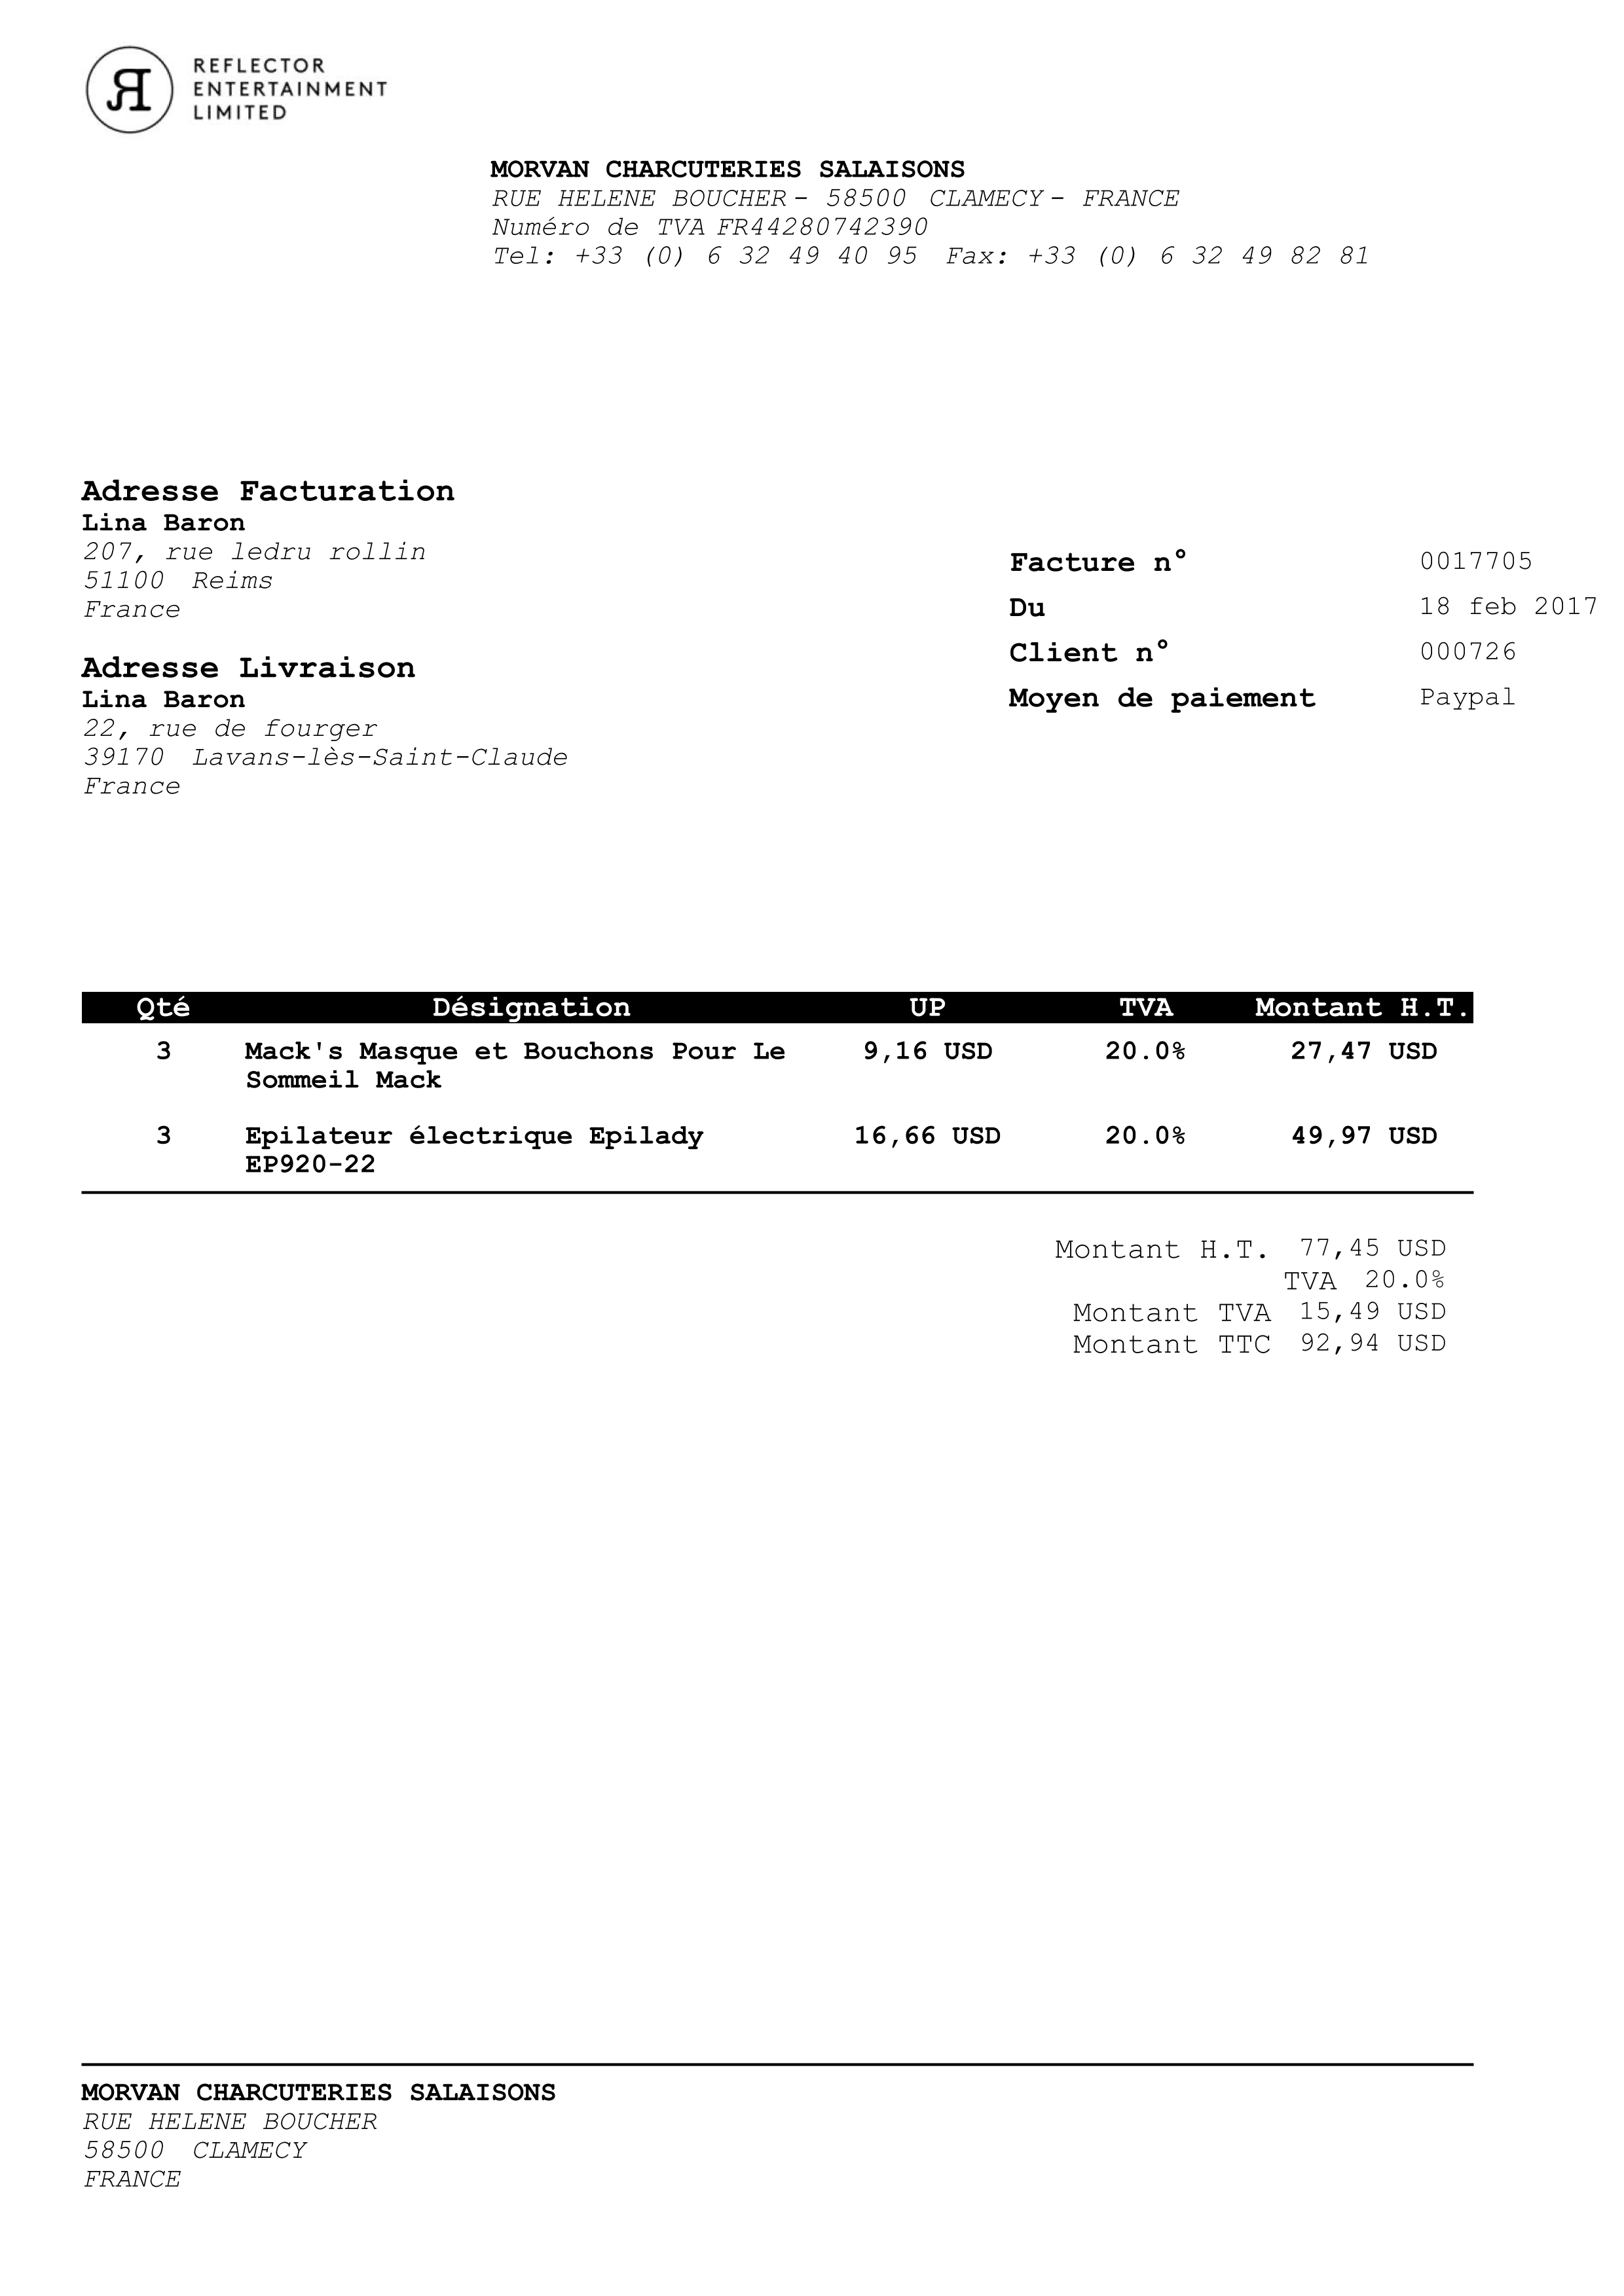 REFLECTOR
ENTERTAINMENT
LIMITED
MORVAN CHARCUTERIES SALAISONS
RUE HELENE BOUCHER - 58500 CLAMECY - FRANCE
Numéro de TVA FR44280742390
Tel: +33 (0) 6 32 49 40 95 Fax: +33 (0) 6 32 49 82 81
Adresse Facturation
Lina Baron
207, rue ledru rollin
51100 Reims
France
Adresse Livraison
Lina Baron
22, rue de fourger
39170 Lavans-lès-Saint-Claude
France
Facture n° 0017705
Du 18 feb 2017
Client n° 000726
Moyen de paiement Paypal
Qté Désignation UP TVA Montant H.T.
3 Mack's Masque et Bouchons Pour Le 9,16 USD 20.0% 27,47 USD
Sommeil Mack
3 Epilateur électrique Epilady 16,66 USD 20.0% 49,97 USD
EP920-22
Montant H.T. 77,45 USD
TVA 20.0%
Montant TVA 15,49 USD
Montant TTC 92,94 USD
MORVAN CHARCUTERIES SALAISONS
RUE HELENE BOUCHER
58500 CLAMECY
FRANCE